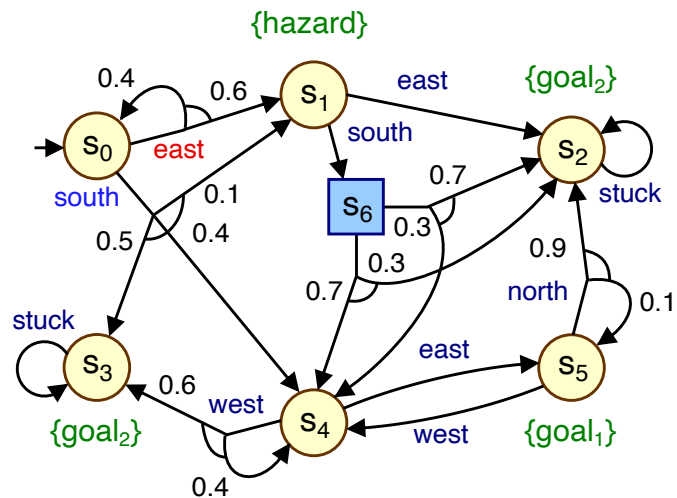 {hazard}
0.4
0.6
s₁
east
{goal₂}
s₀
east
south
s₂
0.1
0.7
stuck
south
s₆
0.3
0.5
0.4
0.3
0.9
0.7
north
0.1
stuck
s₃
east
s₅
0.6
west
s₄
west
{goal₂}
{goal₁}
0.4